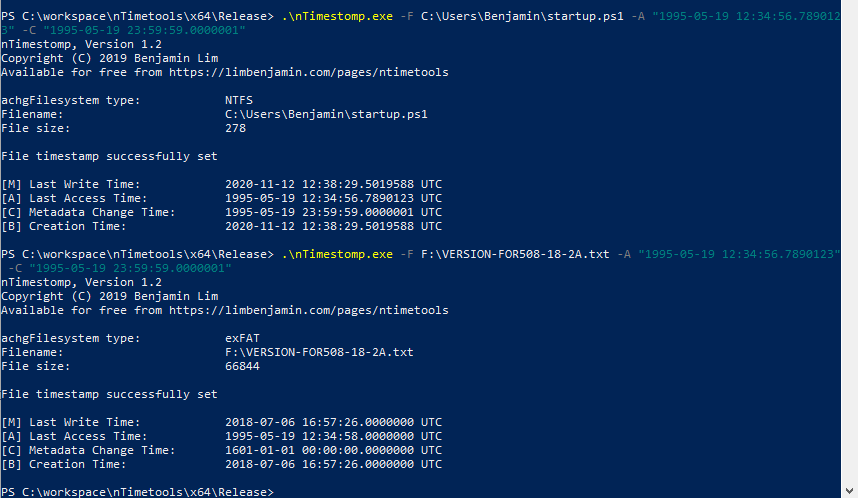 PS C:\workspace\nTimetools\x64\Release> .\nTimestomp.exe -F C:\Users\Benjamin\startup.ps1 -A "1995-05-19 12:34:56.789012
3" -C "1995-05-19 23:59:59.0000001"
nTimestomp, Version 1.2
Copyright (C) 2019 Benjamin Lim
Available for free from https://limbenjamin.com/pages/ntimetools
achgFilesystem type: NTFS
Filename: C:\Users\Benjamin\startup.ps1
File size: 278
File timestamp successfully set
[M] Last Write Time: 2020-11-12 12:38:29.5019588 UTC
[A] Last Access Time: 1995-05-19 12:34:56.7890123 UTC
[C] Metadata Change Time: 1995-05-19 23:59:59.0000001 UTC
[B] Creation Time: 2020-11-12 12:38:29.5019588 UTC
PS C:\workspace\nTimetools\x64\Release> .\nTimestomp.exe -F F:\VERSION-FOR508-18-2A.txt -A "1995-05-19 12:34:56.7890123"
-C "1995-05-19 23:59:59.0000001"
nTimestomp, Version 1.2
Copyright (C) 2019 Benjamin Lim
Available for free from https://limbenjamin.com/pages/ntimetools
achgFilesystem type: exFAT
Filename: F:\VERSION-FOR508-18-2A.txt
File size: 66844
File timestamp successfully set
[M] Last Write Time: 2018-07-06 16:57:26.0000000 UTC
[A] Last Access Time: 1995-05-19 12:34:58.0000000 UTC
[C] Metadata Change Time: 1601-01-01 00:00:00.0000000 UTC
[B] Creation Time: 2018-07-06 16:57:26.0000000 UTC
PS C:\workspace\nTimetools\x64\Release>